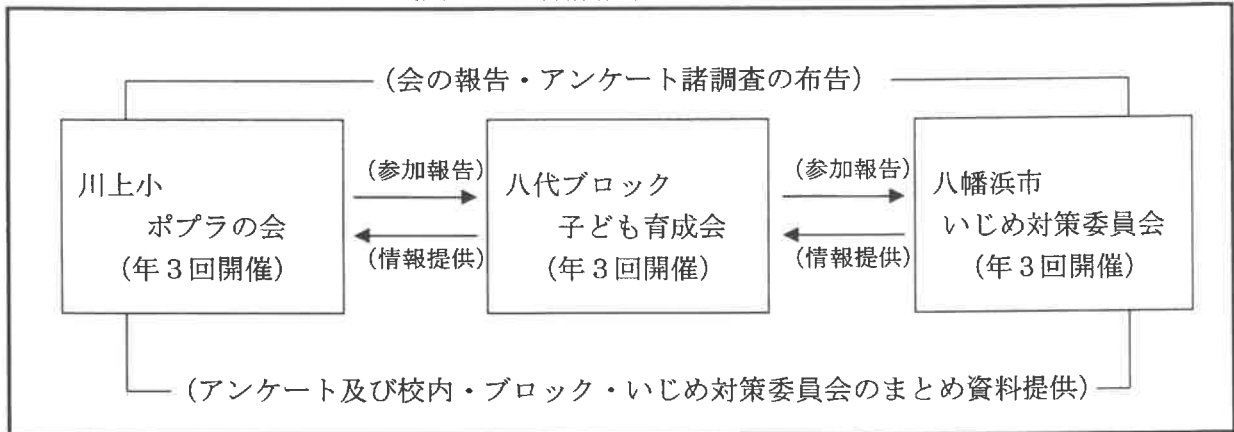 (会の報告・アンケート諸調査の布告)
川上小
ポプラの会
(年3回開催)
(参加報告)
(情報提供)
八代ブロック
子ども育成会
(年3回開催)
(参加報告)
(情報提供)
八幡浜市
いじめ対策委員会
(年3回開催)
(アンケート及び校内・ブロック・いじめ対策委員会のまとめ資料提供)